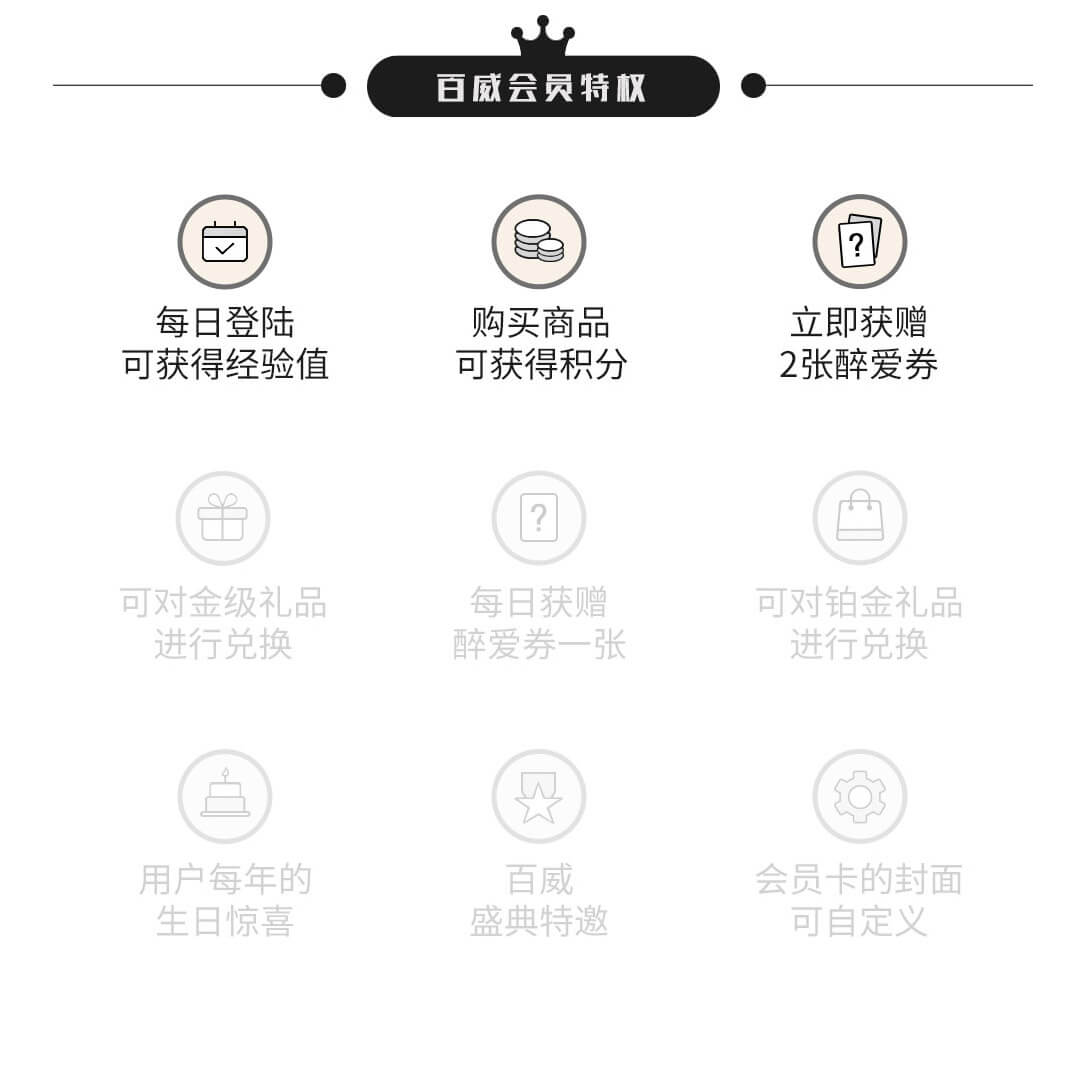 百威会员特权
每日登陆
可获得经验值
购买商品
可获得积分
立即获赠
2张醉爱券
可对金级礼品
进行兑换
每日获赠
醉爱券一张
可对铂金礼品
进行兑换
用户每年的
生日惊喜
百威
盛典特邀
会员卡的封面
可自定义